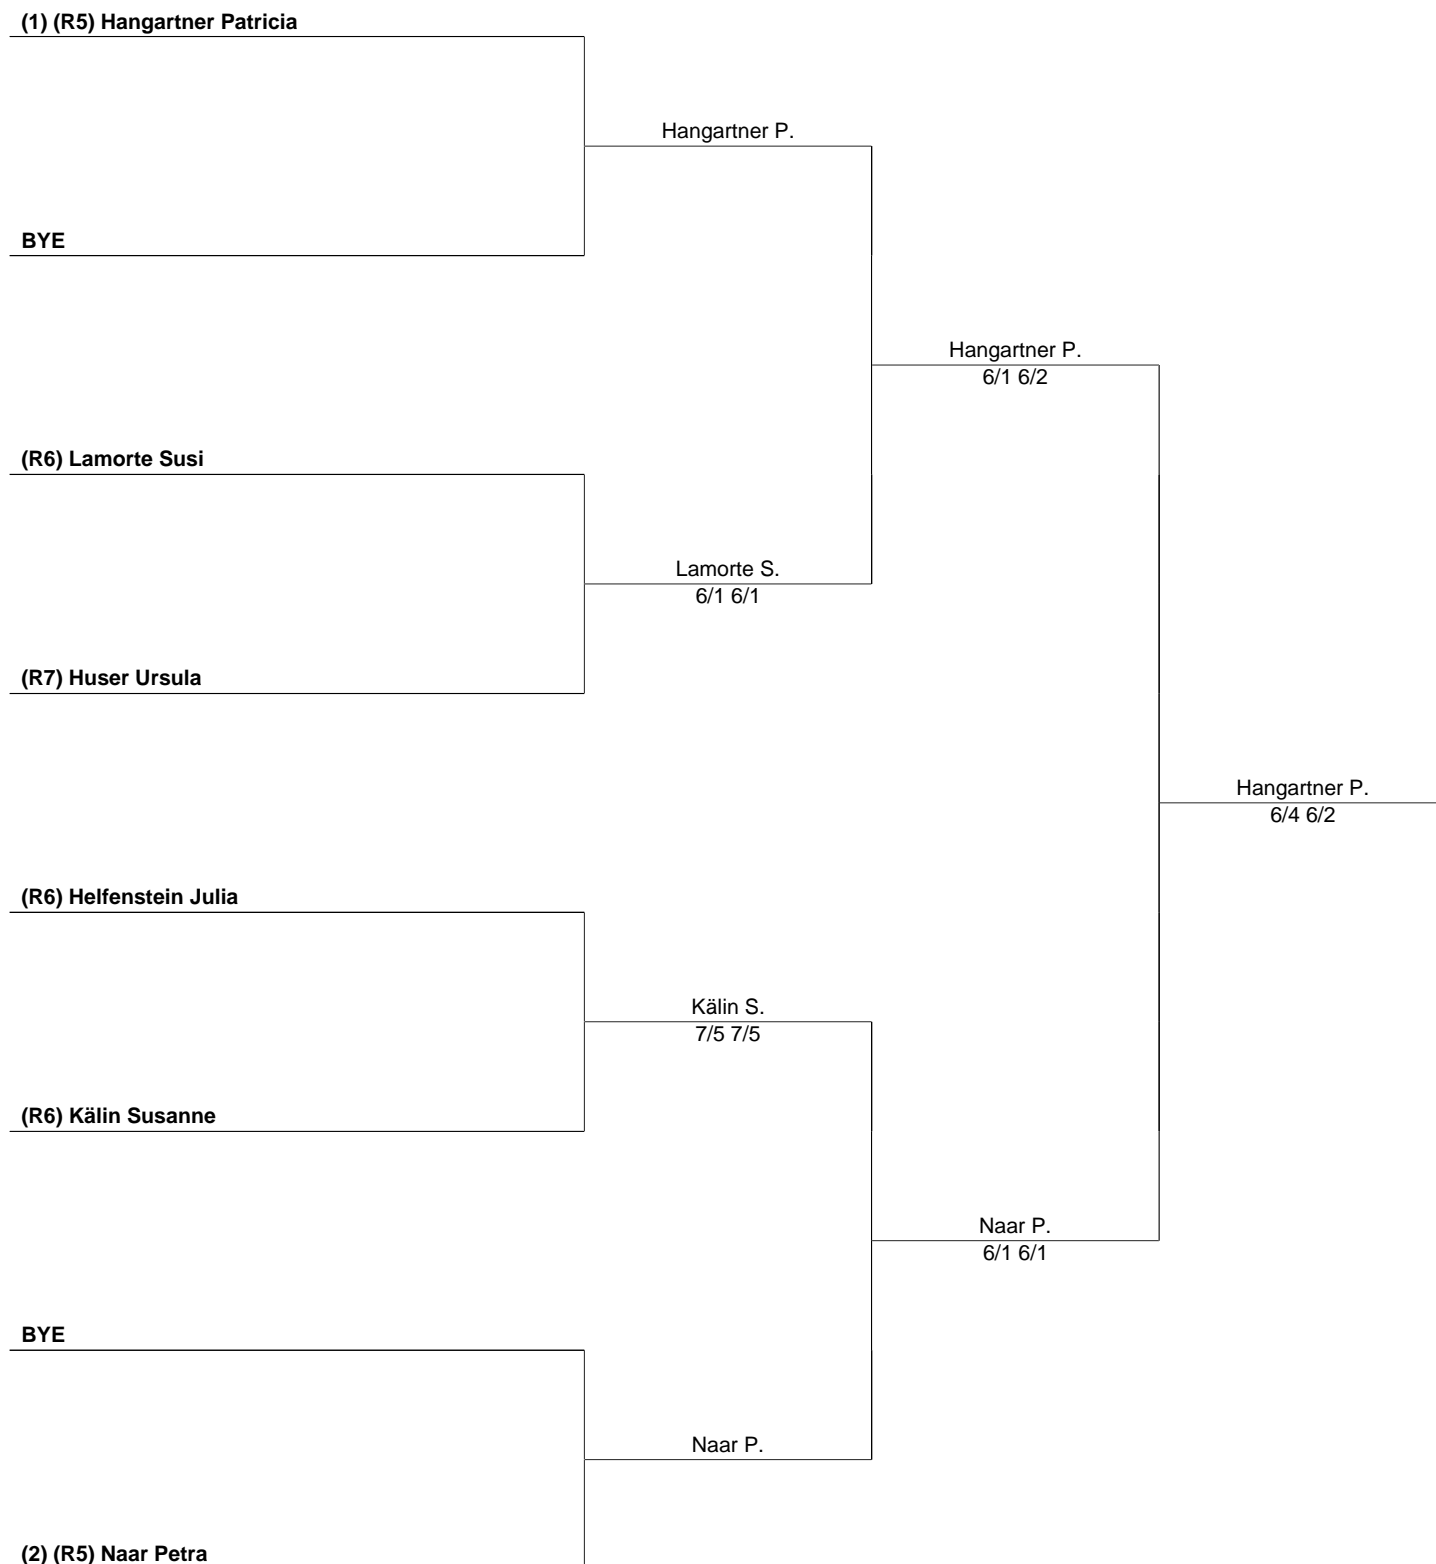 (1) (R5) Hangartner Patricia
Hangartner P.
BYE
Hangartner P.
6/1 6/2
(R6) Lamorte Susi
Lamorte S.
6/1 6/1
(R7) Huser Ursula
Hangartner P.
6/4 6/2
(R6) Helfenstein Julia
Kälin S.
7/5 7/5
(R6) Kälin Susanne
Naar P.
6/1 6/1
BYE
Naar P.
(2) (R5) Naar Petra